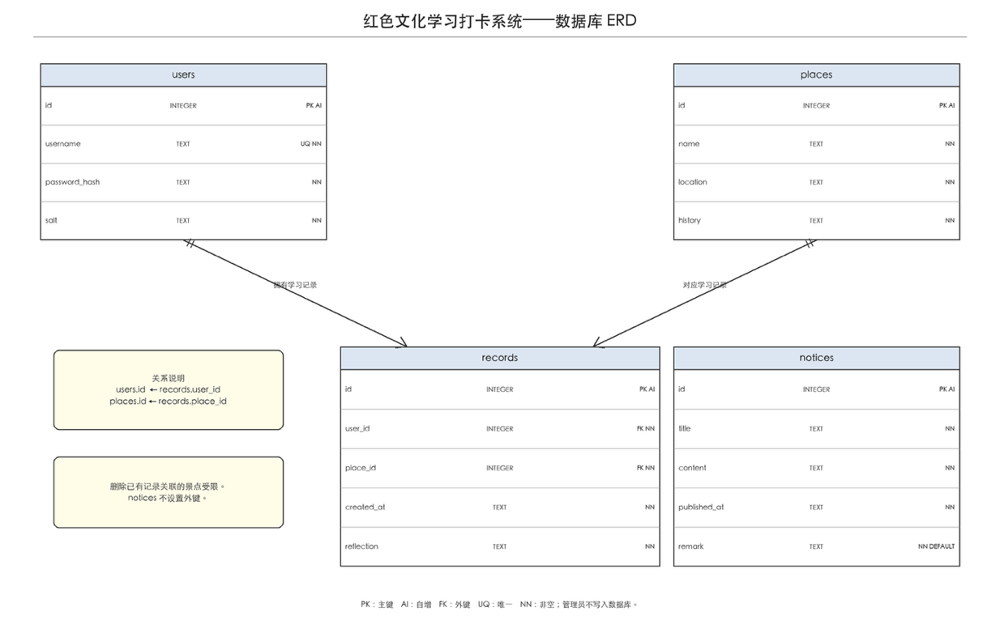 红色文化学习打卡系统——数据库 ERD
users
id INTEGER PK AI
username TEXT UQ NN
password_hash TEXT NN
salt TEXT NN
places
id INTEGER PK AI
name TEXT NN
location TEXT NN
history TEXT NN
拥有学习记录
对应学习记录
关系说明
users.id ← records.user_id
places.id ← records.place_id
删除已有记录关联的景点受限。
notices 不设置外键。
records
id INTEGER PK AI
user_id INTEGER FK NN
place_id INTEGER FK NN
created_at TEXT NN
reflection TEXT NN
notices
id INTEGER PK AI
title TEXT NN
content TEXT NN
published_at TEXT NN
remark TEXT NN DEFAULT
PK：主键 AI：自增 FK：外键 UQ：唯一 NN：非空；管理员不写入数据库。